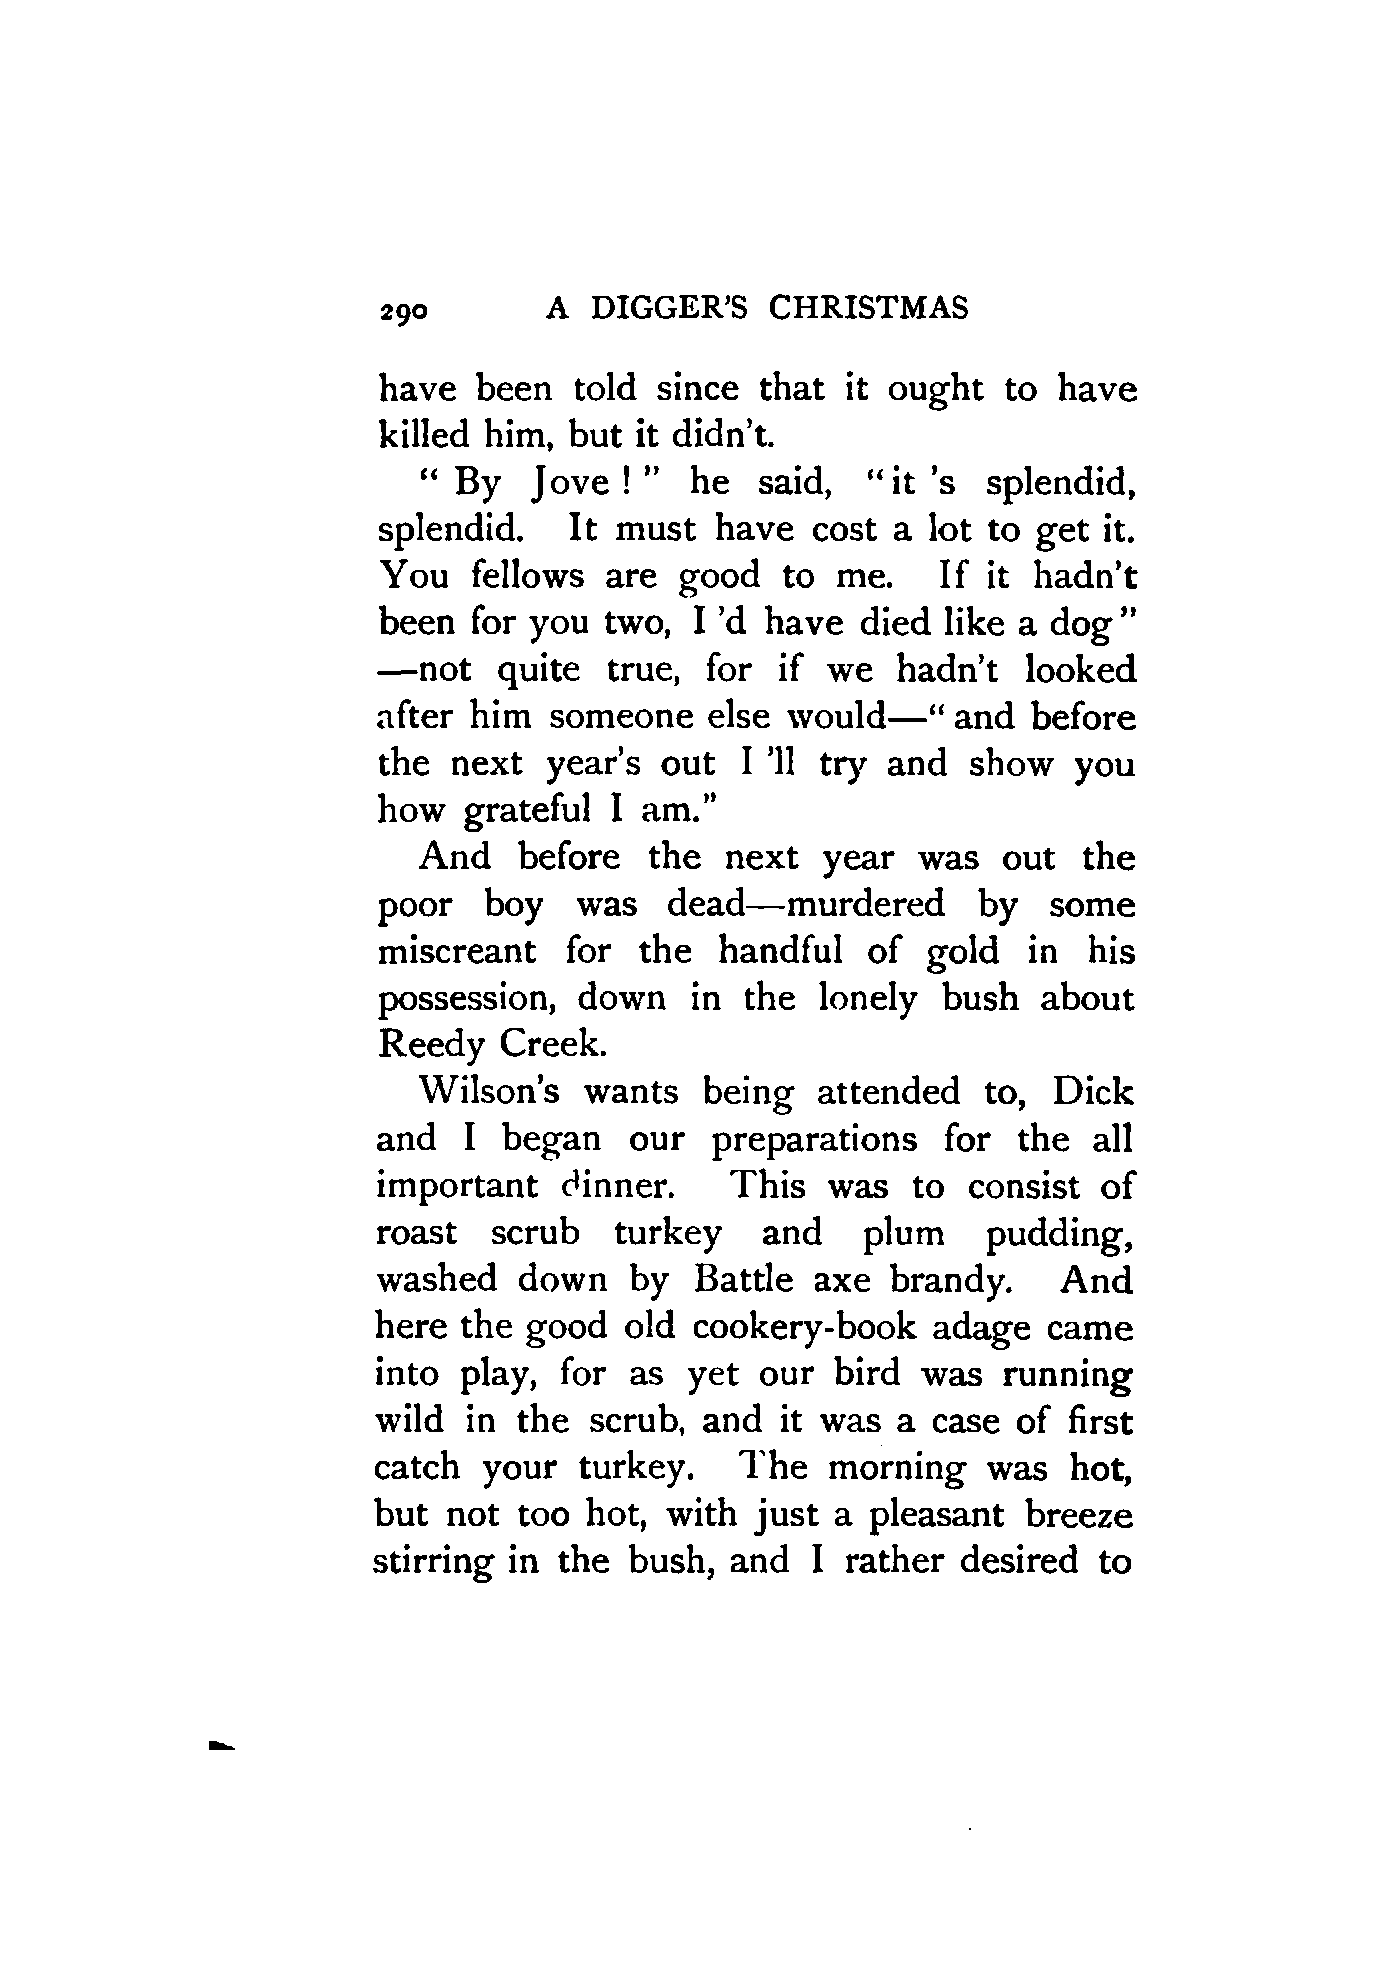 290 A DIGGER'S CHRISTMAS
have been told since that it ought to have
killed him, but it didn't.
" By Jove ! " he said, " it 's splendid,
splendid. It must have cost a lot to get it.
You fellows are good to me. If it hadn't
been for you two, I 'd have died like a dog "
—not quite true, for if we hadn't looked
after him someone else would—" and before
the next year's out I 'll try and show you
how grateful I am."
And before the next year was out the
poor boy was dead—murdered by some
miscreant for the handful of gold in his
possession, down in the lonely bush about
Reedy Creek.
Wilson's wants being attended to, Dick
and I began our preparations for the all
important dinner. This was to consist of
roast scrub turkey and plum pudding,
washed down by Battle axe brandy. And
here the good old cookery-book adage came
into play, for as yet our bird was running
wild in the scrub, and it was a case of first
catch your turkey. The morning was hot,
but not too hot, with just a pleasant breeze
stirring in the bush, and I rather desired to